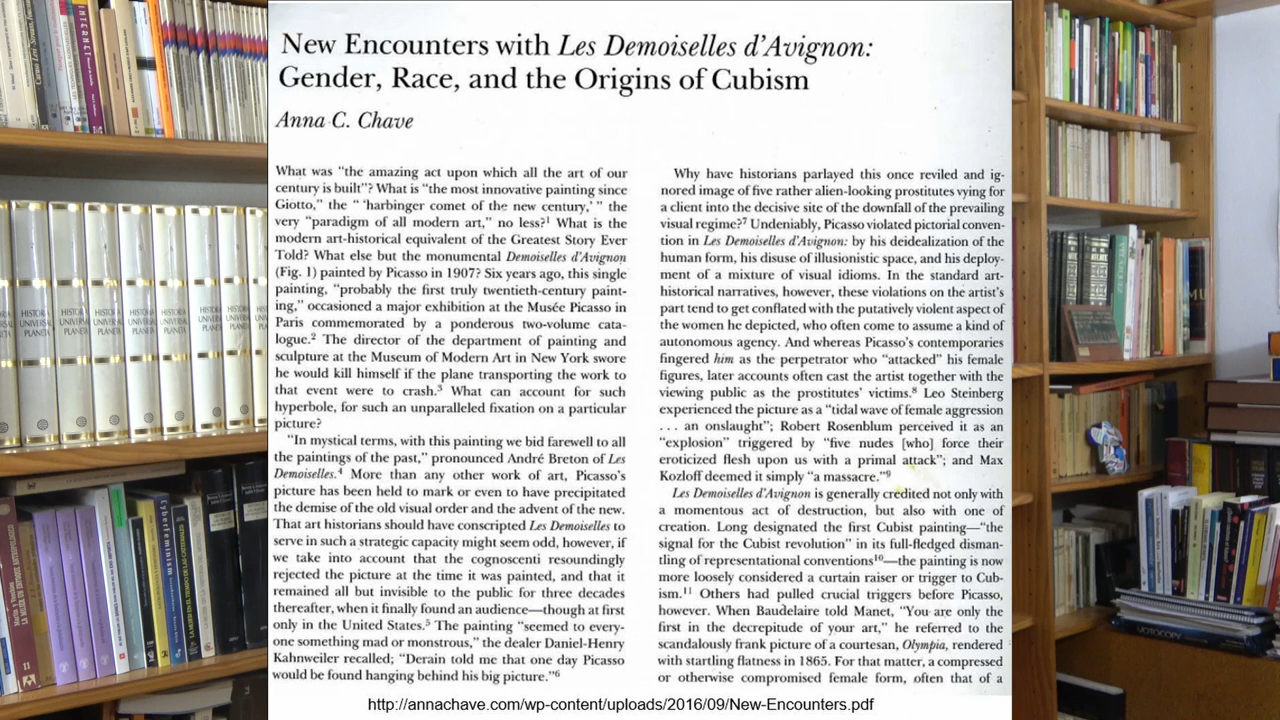 New Encounters with Les Demoiselles d'Avignon:
Gender, Race, and the Origins of Cubism
Anna C. Chave
What was "the amazing act upon which all the art of our
century is built"? What is "the most innovative painting since
Giotto," the " 'harbinger comet of the new century,' " the
very "paradigm of all modern art," no less?¹ What is the
modern art-historical equivalent of the Greatest Story Ever
Told? What else but the monumental Demoiselles d'Avignon
(Fig. 1) painted by Picasso in 1907? Six years ago, this single
painting, "probably the first truly twentieth-century paint-
ing," occasioned a major exhibition at the Musée Picasso in
Paris commemorated by a ponderous two-volume cata-
logue.² The director of the department of painting and
sculpture at the Museum of Modern Art in New York swore
he would kill himself if the plane transporting the work to
that event were to crash.³ What can account for such
hyperbole, for such an unparalleled fixation on a particular
picture?
"In mystical terms, with this painting we bid farewell to all
the paintings of the past," pronounced André Breton of Les
Demoiselles.⁴ More than any other work of art, Picasso's
picture has been held to mark or even to have precipitated
the demise of the old visual order and the advent of the new.
That art historians should have conscripted Les Demoiselles to
serve in such a strategic capacity might seem odd, however, if
we take into account that the cognoscenti resoundingly
rejected the picture at the time it was painted, and that it
remained all but invisible to the public for three decades
thereafter, when it finally found an audience—though at first
only in the United States.⁵ The painting "seemed to every-
one something mad or monstrous," the dealer Daniel-Henry
Kahnweiler recalled; "Derain told me that one day Picasso
would be found hanging behind his big picture."⁶
Why have historians parlayed this once reviled and ig-
nored image of five rather alien-looking prostitutes vying for
a client into the decisive site of the downfall of the prevailing
visual regime?⁷ Undeniably, Picasso violated pictorial conven-
tion in Les Demoiselles d'Avignon: by his deidealization of the
human form, his disuse of illusionistic space, and his deploy-
ment of a mixture of visual idioms. In the standard art-
historical narratives, however, these violations on the artist's
part tend to get conflated with the putatively violent aspect of
the women he depicted, who often come to assume a kind of
autonomous agency. And whereas Picasso's contemporaries
fingered him as the perpetrator who "attacked" his female
figures, later accounts often cast the artist together with the
viewing public as the prostitutes' victims.⁸ Leo Steinberg
experienced the picture as a "tidal wave of female aggression
. . . an onslaught"; Robert Rosenblum perceived it as an
"explosion" triggered by "five nudes [who] force their
eroticized flesh upon us with a primal attack"; and Max
Kozloff deemed it simply "a massacre."⁹
Les Demoiselles d'Avignon is generally credited not only with
a momentous act of destruction, but also with one of
creation. Long designated the first Cubist painting—"the
signal for the Cubist revolution" in its full-fledged disman-
tling of representational conventions¹⁰—the painting is now
more loosely considered a curtain raiser or trigger to Cub-
ism.¹¹ Others had pulled crucial triggers before Picasso,
however. When Baudelaire told Manet, "You are only the
first in the decrepitude of your art," he referred to the
scandalously frank picture of a courtesan, Olympia, rendered
with startling flatness in 1865. For that matter, a compressed
or otherwise compromised female form, often that of a
http://annachave.com/wp-content/uploads/2016/09/New-Encounters.pdf
INTERNET
HISTORIA
UNIVERSAL
PLANETA
HISTORIA
UNIVERSAL
PLANETA
HISTORIA
UNIVERSAL
PLANETA
Cyberfeminism
UOTOCOPY